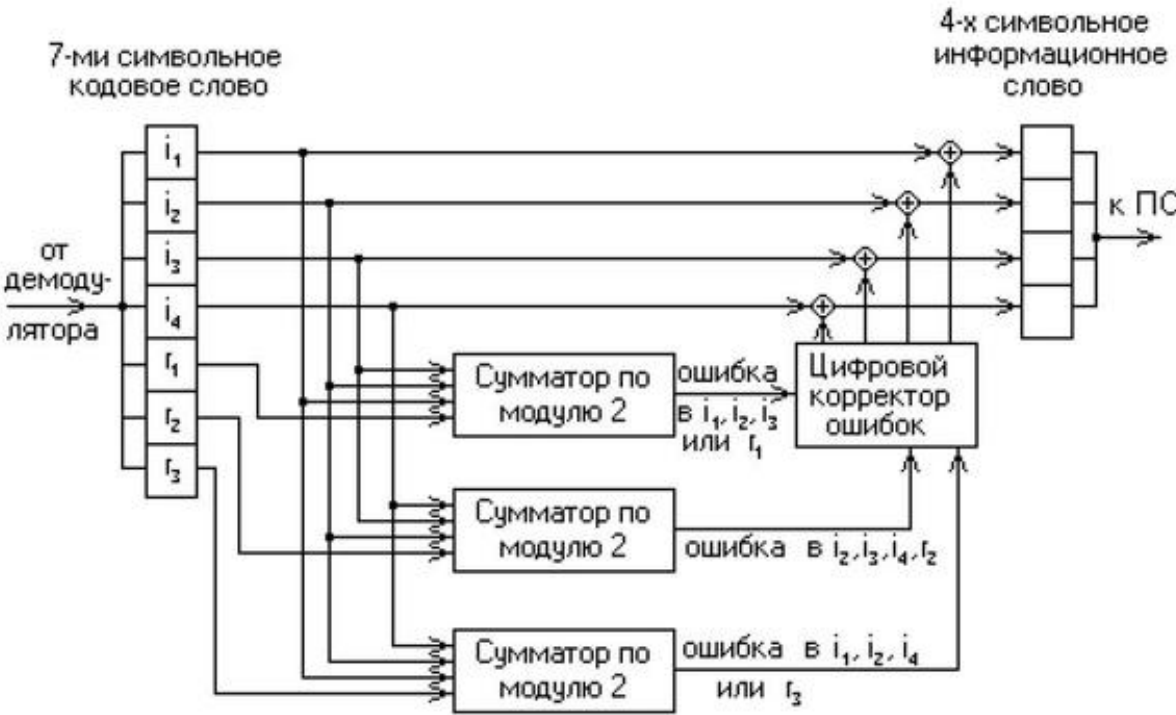 7-ми символьное
кодовое слово
4-х символьное
информационное
слово
i₁
i₂
i₃
i₄
r₁
r₂
r₃
от
демоду-
лятора
к ПС
Сумматор по
модулю 2
ошибка
в i₁, i₂, i₃
или r₁
Цифровой
корректор
ошибок
Сумматор по
модулю 2
ошибка в i₂, i₃, i₄, r₂
Сумматор по
модулю 2
ошибка в i₁, i₂, i₄
или r₃